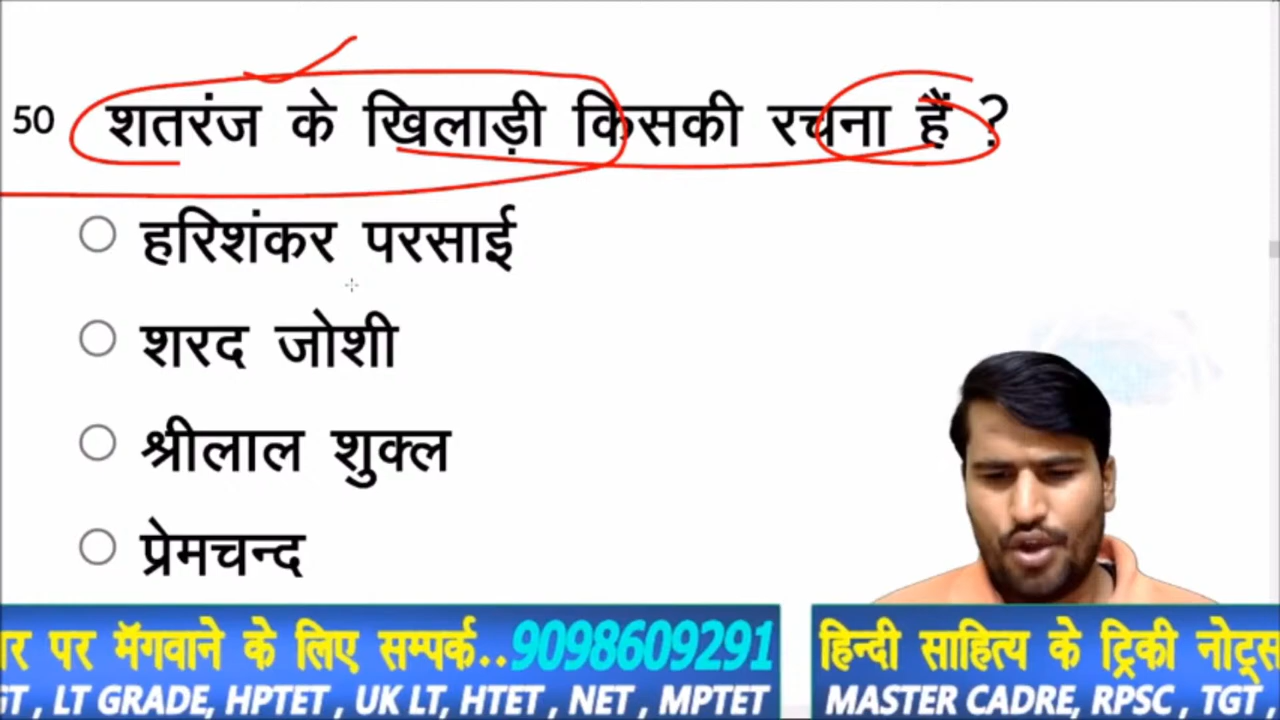 50 शतरंज के खिलाड़ी किसकी रचना हैं ?
हरिशंकर परसाई
शरद जोशी
श्रीलाल शुक्ल
प्रेमचन्द
पर मॅगवाने के लिए सम्पर्क..9098609291
हिन्दी साहित्य के ट्रिकी नोट्स
, LT GRADE, HPTET , UK LT, HTET , NET , MPTET
MASTER CADRE, RPSC , TGT ,